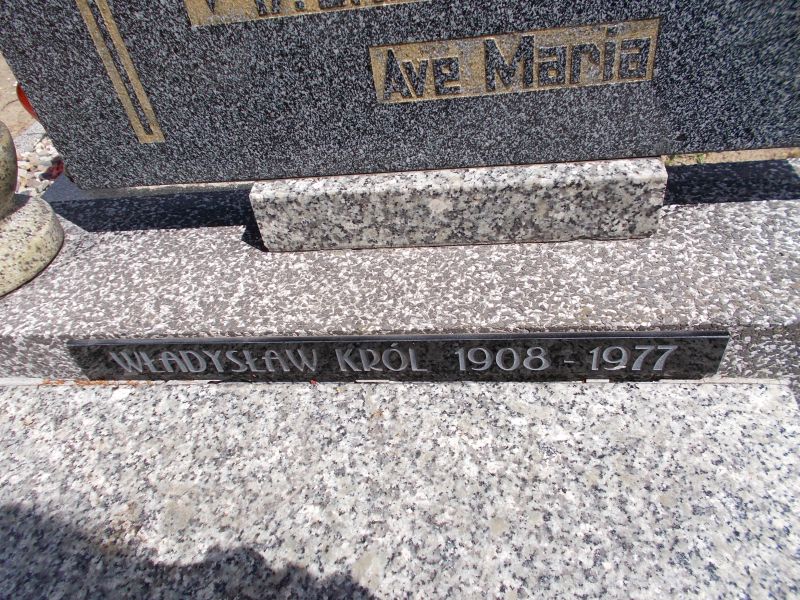 Ave Maria
WŁADYSŁAW KRÓL 1908 - 1977